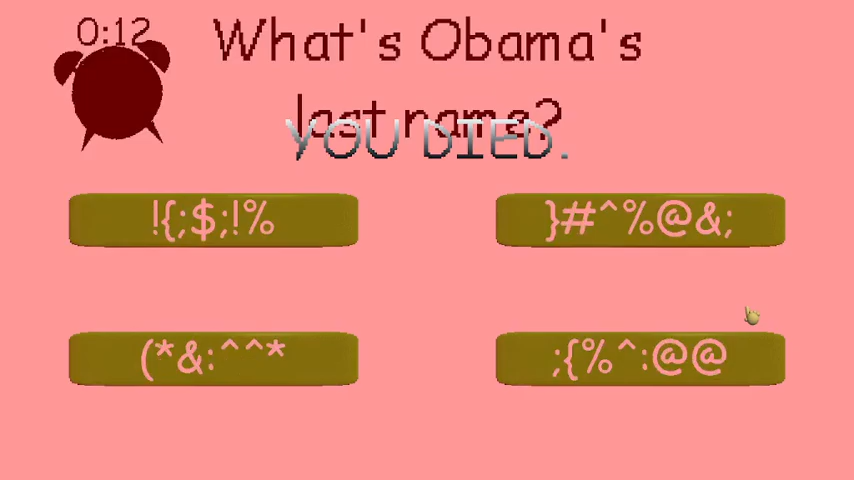 0:12
What's Obama's
last name?
YOU DIED.
!{;$;!%
}#^%@&;
(*&:^^*
;{%^:@@